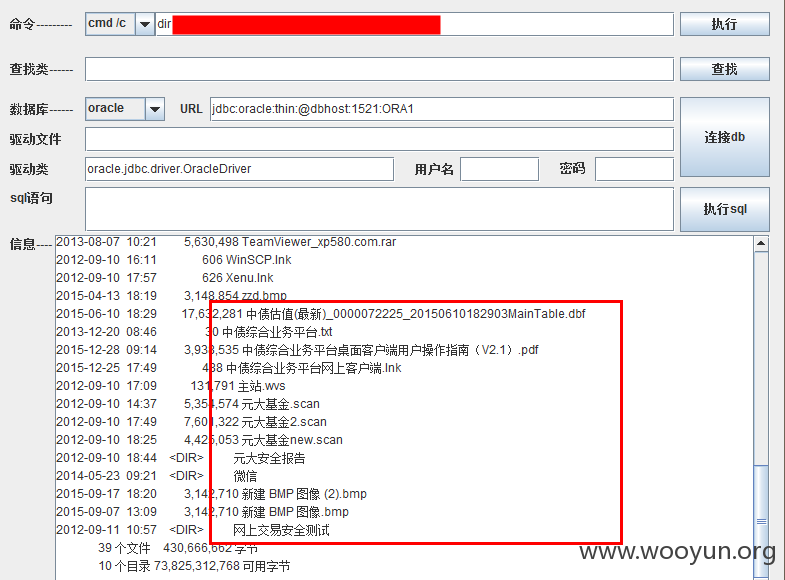 命令--------- cmd /c dir 执行
查找类------ 查找
数据库------ oracle URL jdbc:oracle:thin:@dbhost:1521:ORA1 连接db
驱动文件
驱动类 oracle.jdbc.driver.OracleDriver 用户名 密码
sql语句 执行sql
信息----
2013-08-07 10:21 5,630,498 TeamViewer_xp580.com.rar
2012-09-10 16:11 606 WinSCP.lnk
2012-09-10 17:57 626 Xenu.lnk
2015-04-13 18:19 3,148,854 zzd.bmp
2015-06-10 18:29 17,632,281 中债估值(最新)_0000072225_20150610182903MainTable.dbf
2013-12-20 08:46 30 中债综合业务平台.txt
2015-12-28 09:14 3,938,535 中债综合业务平台桌面客户端用户操作指南（V2.1）.pdf
2015-12-25 17:49 438 中债综合业务平台网上客户端.lnk
2012-09-10 17:09 131,791 主站.wvs
2012-09-10 14:37 5,354,574 元大基金.scan
2012-09-10 17:49 7,601,322 元大基金2.scan
2012-09-10 18:25 4,425,053 元大基金new.scan
2012-09-10 18:44 <DIR> 元大安全报告
2014-05-23 09:21 <DIR> 微信
2015-09-17 18:20 3,142,710 新建 BMP 图像 (2).bmp
2015-09-07 13:09 3,142,710 新建 BMP 图像.bmp
2012-09-11 10:57 <DIR> 网上交易安全测试
39 个文件 430,666,662 字节
10 个目录 73,825,312,768 可用字节
www.wooyun.org